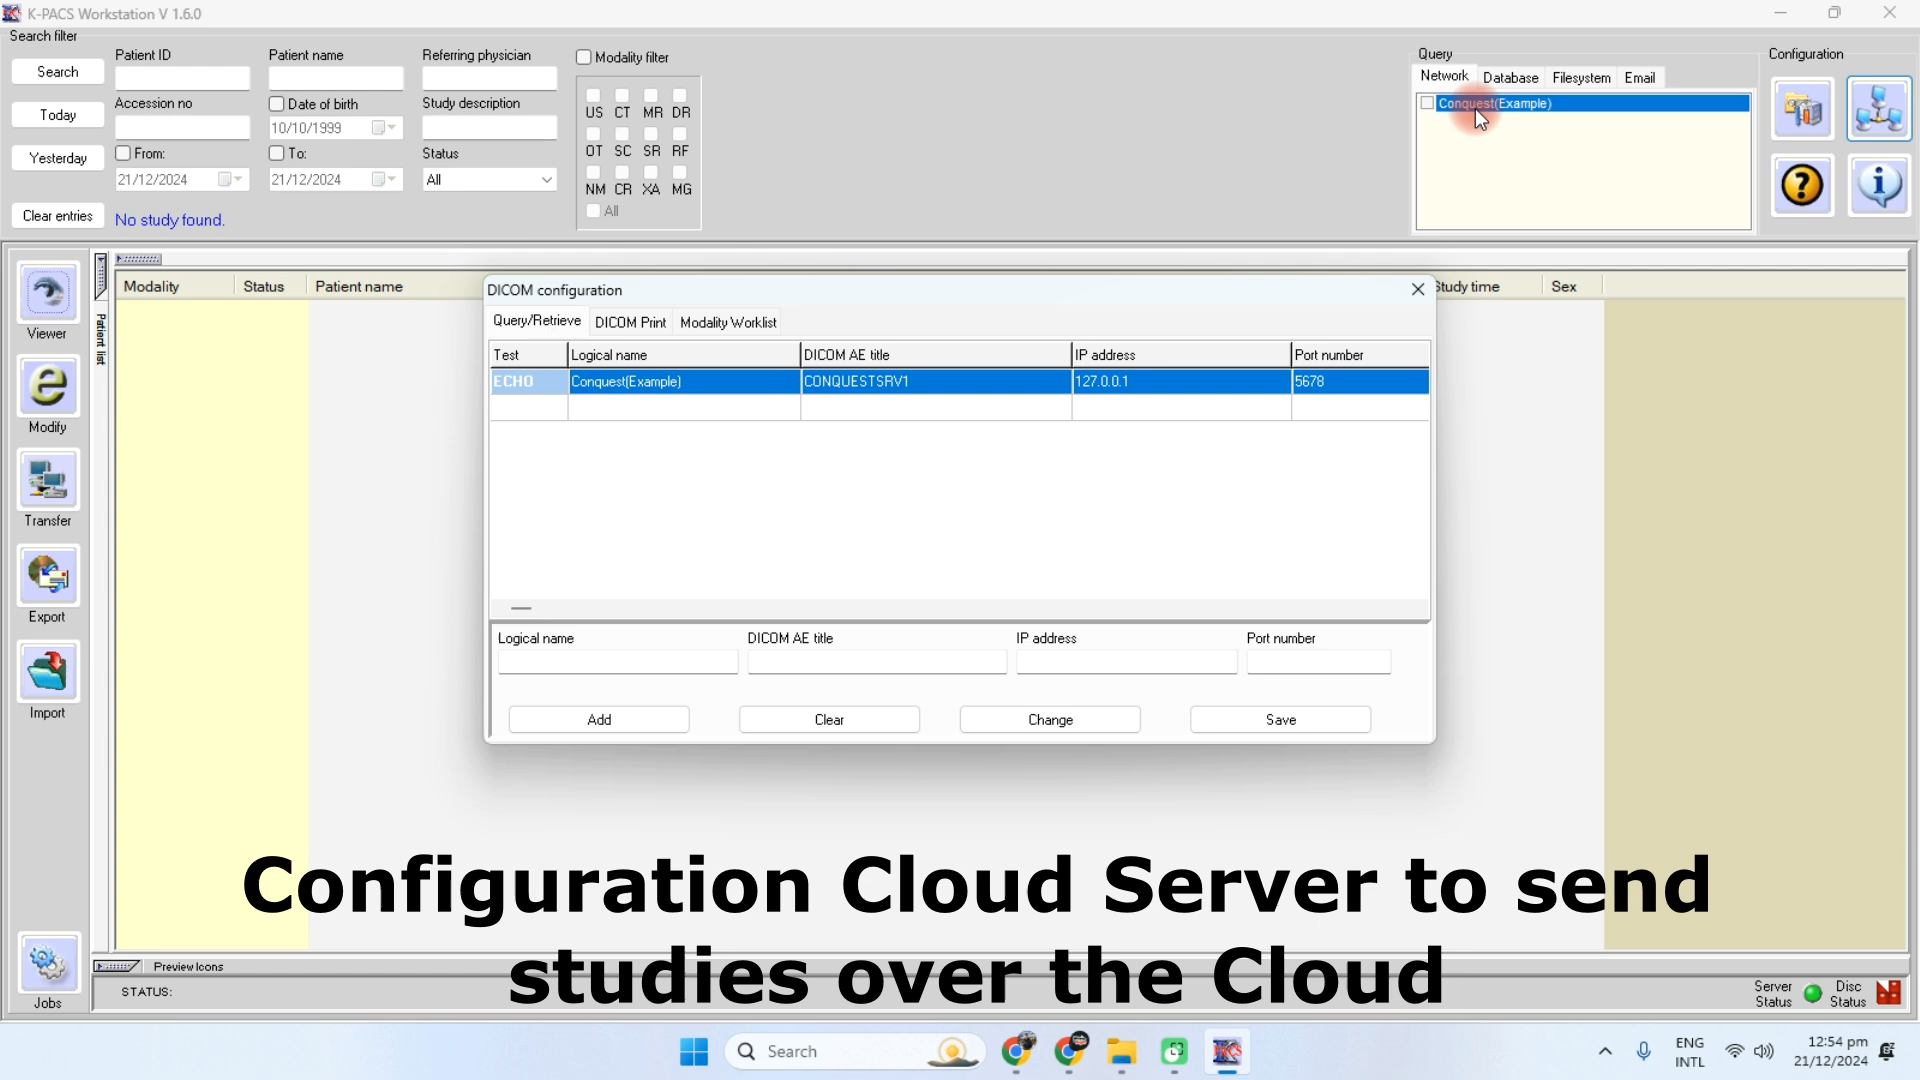 K-PACS Workstation V 1.6.0
Search filter
Search
Today
Yesterday
Clear entries
Patient ID
Patient name
Referring physician
Accession no
Date of birth
Study description
10/10/1999
From:
To:
Status
21/12/2024
21/12/2024
All
No study found.
Modality filter
US CT MR DR
OT SC SR RF
NM CR XA MG
All
Query
Network Database Filesystem Email
Conquest(Example)
Configuration
Viewer
Modify
Transfer
Export
Import
Jobs
Patient list
Modality Status Patient name
Study time Sex
DICOM configuration
Query/Retrieve DICOM Print Modality Worklist
Test Logical name DICOM AE title IP address Port number
ECHO Conquest(Example) CONQUESTSRV1 127.0.0.1 5678
Logical name DICOM AE title IP address Port number
Add Clear Change Save
Configuration Cloud Server to send
studies over the Cloud
Preview Icons
STATUS:
Server
Status
Disc
Status
Search
ENG
INTL
12:54 pm
21/12/2024